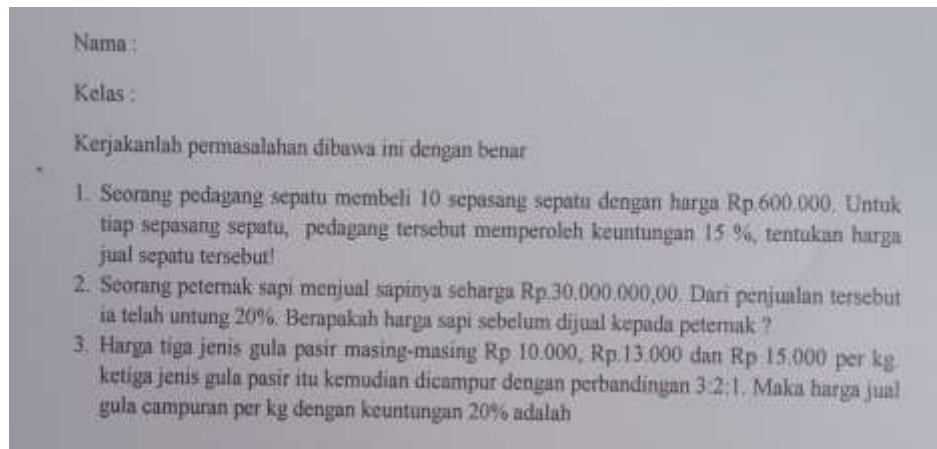 Nama :
Kelas :
Kerjakanlah permasalahan dibawa ini dengan benar
1. Seorang pedagang sepatu membeli 10 sepasang sepatu dengan harga Rp.600.000. Untuk
tiap sepasang sepatu, pedagang tersebut memperoleh keuntungan 15 %, tentukan harga
jual sepatu tersebut!
2. Seorang peternak sapi menjual sapinya seharga Rp.30.000.000,00. Dari penjualan tersebut
ia telah untung 20%. Berapakah harga sapi sebelum dijual kepada peternak ?
3. Harga tiga jenis gula pasir masing-masing Rp 10.000, Rp.13.000 dan Rp 15.000 per kg.
ketiga jenis gula pasir itu kemudian dicampur dengan perbandingan 3:2:1. Maka harga jual
gula campuran per kg dengan keuntungan 20% adalah